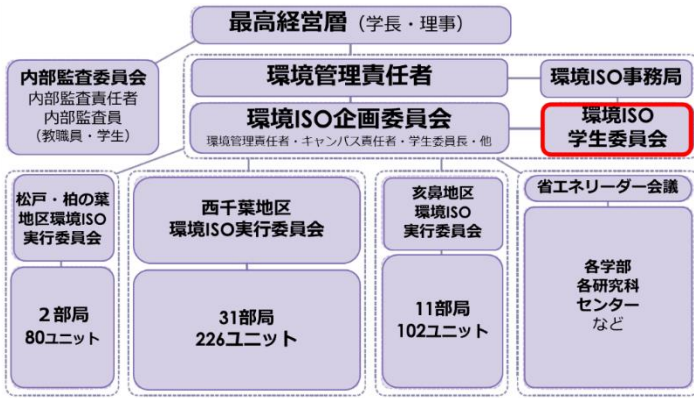 最高経営層（学長・理事）
内部監査委員会
内部監査責任者
内部監査員
（教職員・学生）
環境管理責任者
環境ISO事務局
環境ISO企画委員会
環境管理責任者・キャンパス責任者・学生委員長・他
環境ISO
学生委員会
松戸・柏の葉
地区環境ISO
実行委員会
西千葉地区
環境ISO実行委員会
亥鼻地区
環境ISO
実行委員会
省エネリーダー会議
２部局
80ユニット
31部局
226ユニット
11部局
102ユニット
各学部
各研究科
センター
など